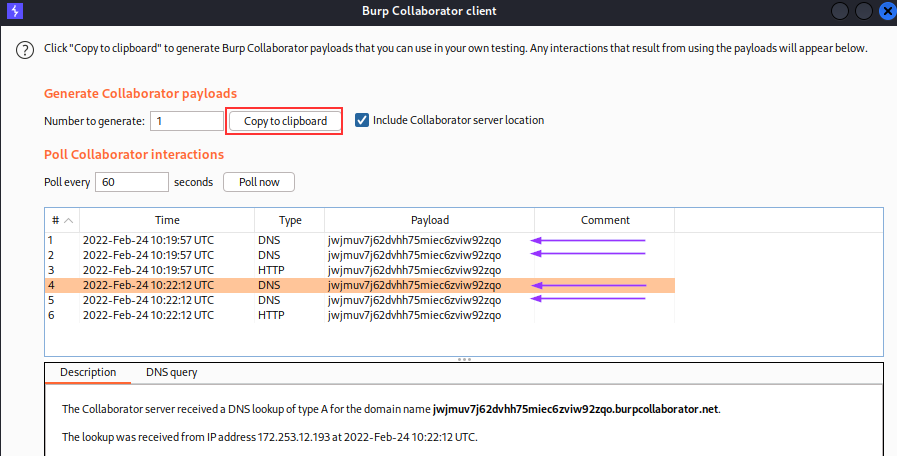 Burp Collaborator client
Click "Copy to clipboard" to generate Burp Collaborator payloads that you can use in your own testing. Any interactions that result from using the payloads will appear below.
Generate Collaborator payloads
Number to generate: 1 Copy to clipboard Include Collaborator server location
Poll Collaborator interactions
Poll every 60 seconds Poll now
# Time Type Payload Comment
1 2022-Feb-24 10:19:57 UTC DNS jwjmuv7j62dvhh75miec6zviw92zqo
2 2022-Feb-24 10:19:57 UTC DNS jwjmuv7j62dvhh75miec6zviw92zqo
3 2022-Feb-24 10:19:57 UTC HTTP jwjmuv7j62dvhh75miec6zviw92zqo
4 2022-Feb-24 10:22:12 UTC DNS jwjmuv7j62dvhh75miec6zviw92zqo
5 2022-Feb-24 10:22:12 UTC DNS jwjmuv7j62dvhh75miec6zviw92zqo
6 2022-Feb-24 10:22:12 UTC HTTP jwjmuv7j62dvhh75miec6zviw92zqo
Description DNS query
The Collaborator server received a DNS lookup of type A for the domain name jwjmuv7j62dvhh75miec6zviw92zqo.burpcollaborator.net.
The lookup was received from IP address 172.253.12.193 at 2022-Feb-24 10:22:12 UTC.